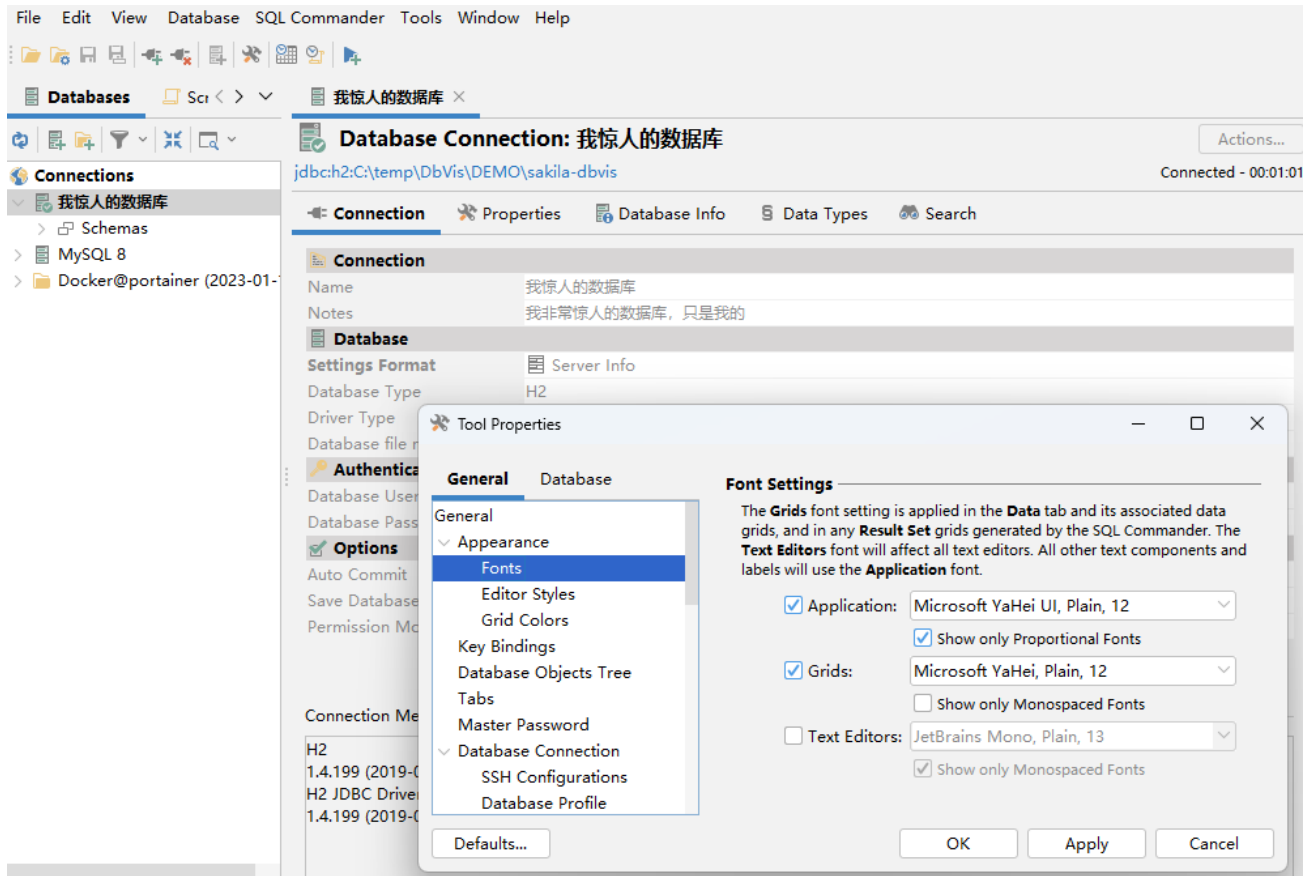 File Edit View Database SQL Commander Tools Window Help
Databases
我惊人的数据库
Database Connection: 我惊人的数据库
Actions...
jdbc:h2:C:\temp\DbVis\DEMO\sakila-dbvis
Connected - 00:01:01
Connections
我惊人的数据库
Schemas
MySQL 8
Docker@portainer (2023-01-
Connection Properties Database Info Data Types Search
Connection
Name 我惊人的数据库
Notes 我非常惊人的数据库，只是我的
Database
Settings Format Server Info
Database Type H2
Driver Type
Database file
Authentica
Database User
Database Pass
Options
Auto Commit
Save Database
Permission Mo
Connection Me
H2
1.4.199 (2019-0
H2 JDBC Driver
1.4.199 (2019-0
Tool Properties
General Database
General
Appearance
Fonts
Editor Styles
Grid Colors
Key Bindings
Database Objects Tree
Tabs
Master Password
Database Connection
SSH Configurations
Database Profile
Font Settings
The Grids font setting is applied in the Data tab and its associated data
grids, and in any Result Set grids generated by the SQL Commander. The
Text Editors font will affect all text editors. All other text components and
labels will use the Application font.
Application: Microsoft YaHei UI, Plain, 12
Show only Proportional Fonts
Grids: Microsoft YaHei, Plain, 12
Show only Monospaced Fonts
Text Editors: JetBrains Mono, Plain, 13
Show only Monospaced Fonts
Defaults... OK Apply Cancel